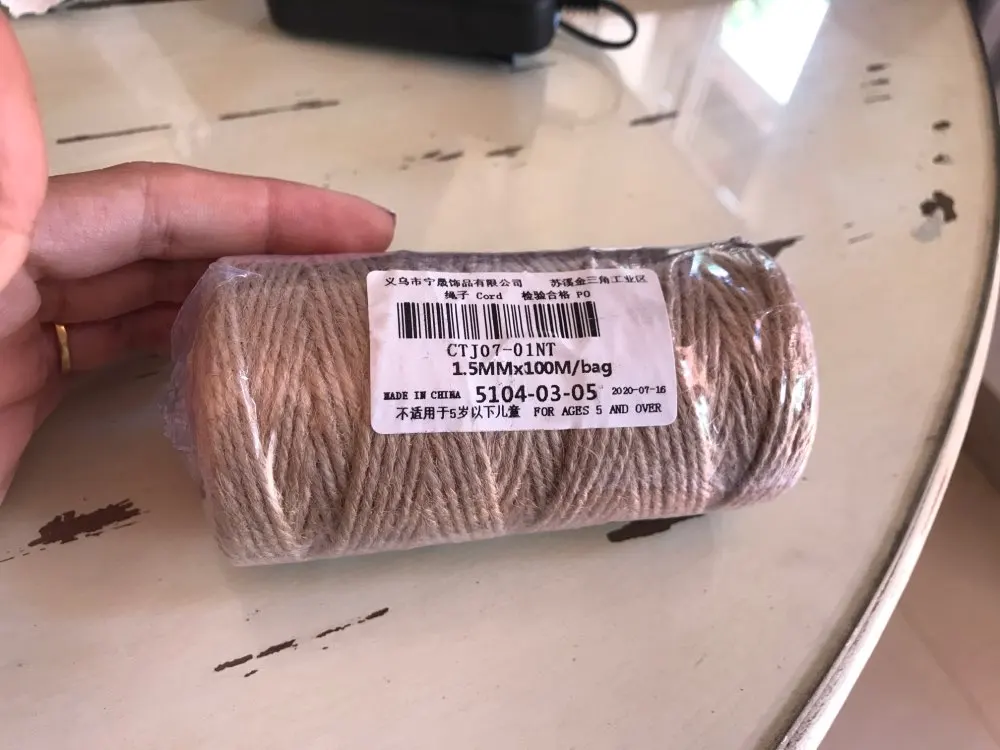 义乌市宁晟饰品有限公司 苏溪金三角工业区
绳子 Cord 检验合格 PO
CTJ07-01NT
1.5MMx100M/bag
MADE IN CHINA 5104-03-05 2020-07-16
不适用于5岁以下儿童 FOR AGES 5 AND OVER